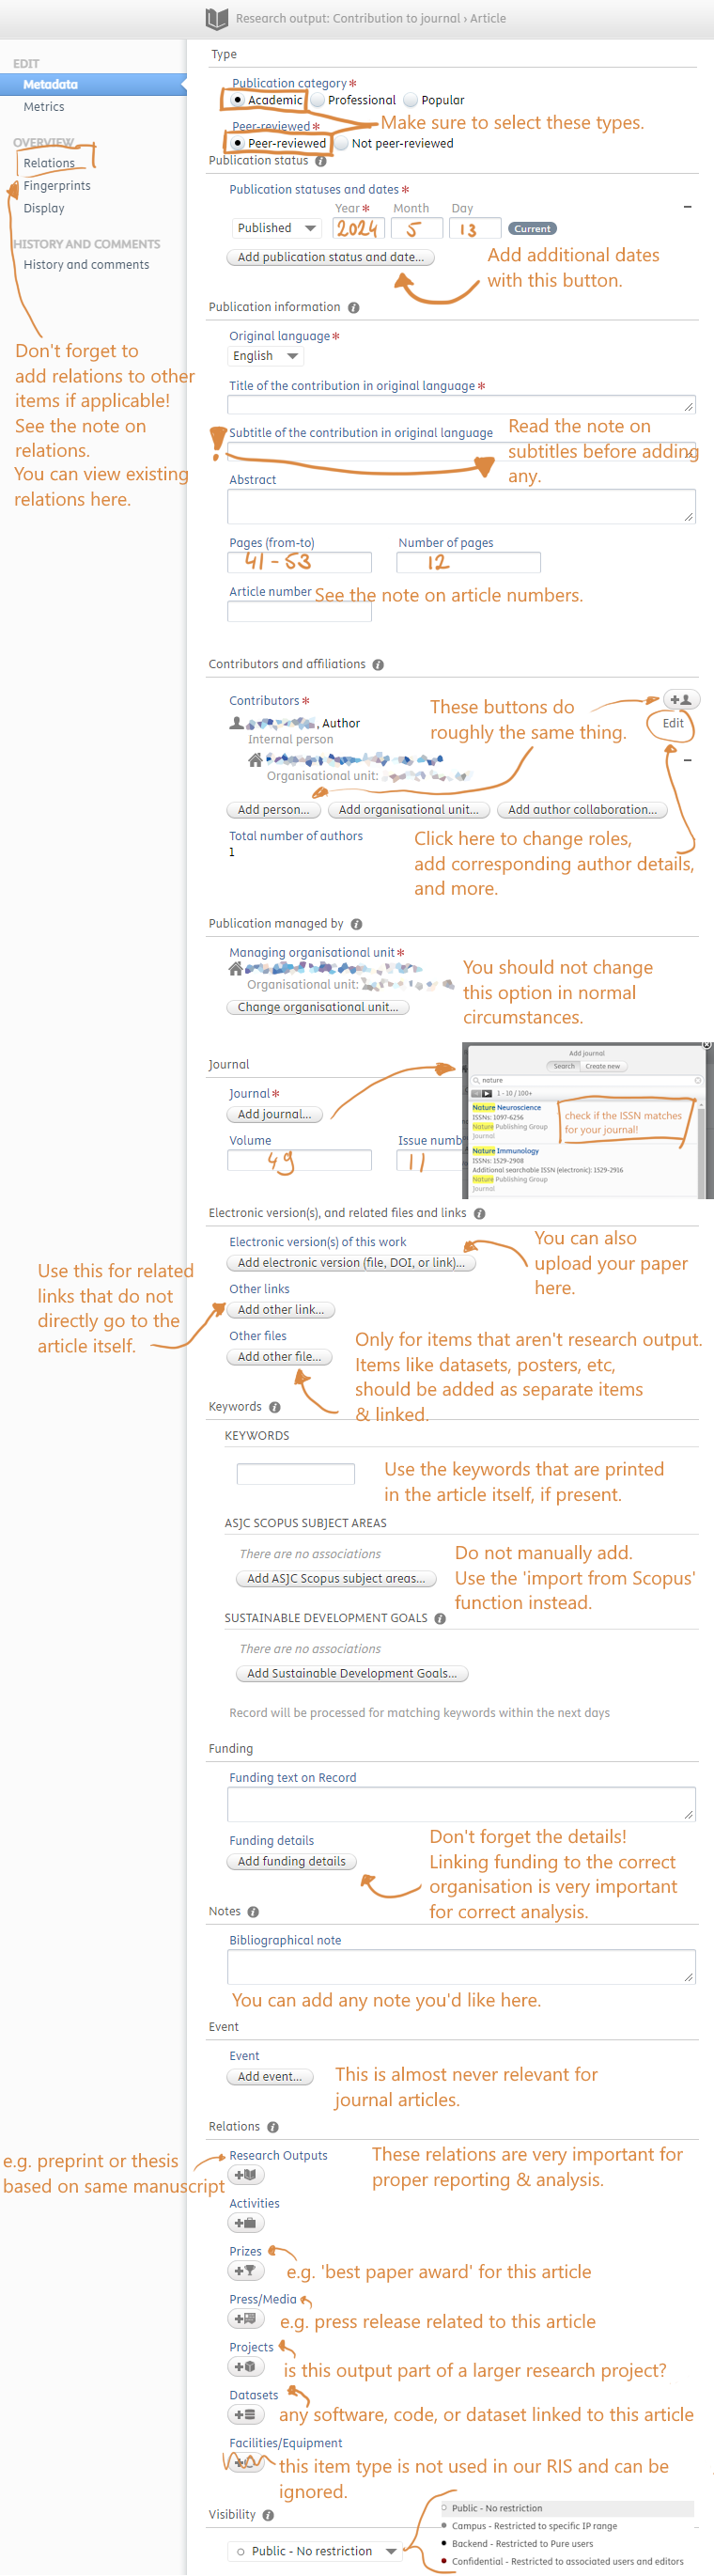 Research output: Contribution to journal › Article
EDIT
Metadata
Metrics
OVERVIEW
Relations
Fingerprints
Display
HISTORY AND COMMENTS
History and comments
Don't forget to
add relations to other
items if applicable!
See the note on
relations.
You can view existing
relations here.
Type
Publication category*
Academic Professional Popular
Peer-reviewed*
Peer-reviewed Not peer-reviewed
Make sure to select these types.
Publication status
Publication statuses and dates*
Year* Month Day
Published 2024 5 13 Current
Add publication status and date...
Add additional dates
with this button.
Publication information
Original language*
English
Title of the contribution in original language*
Subtitle of the contribution in original language
!
Read the note on
subtitles before adding
any.
Abstract
Pages (from-to) Number of pages
41-53 12
Article number
See the note on article numbers.
Contributors and affiliations
Contributors*
, Author
Internal person
Organisational unit:
Edit
These buttons do
roughly the same thing.
Add person... Add organisational unit... Add author collaboration...
Total number of authors
1
Click here to change roles,
add corresponding author details,
and more.
Publication managed by
Managing organisational unit*
Organisational unit:
Change organisational unit...
You should not change
this option in normal
circumstances.
Journal
Journal*
Add journal...
Volume Issue numb
49 11
Add journal
Search Create new
nature
1 - 10 / 100+
Nature Neuroscience
ISSNs: 1097-6256
Nature Publishing Group
Journal
check if the ISSN matches
for your journal!
Nature Immunology
ISSNs: 1529-2908
Additional searchable ISSN (electronic): 1529-2916
Nature Publishing Group
Journal
Electronic version(s), and related files and links
Electronic version(s) of this work
Add electronic version (file, DOI, or link)...
You can also
upload your paper
here.
Other links
Add other link...
Use this for related
links that do not
directly go to the
article itself.
Other files
Add other file...
Only for items that aren't research output.
Items like datasets, posters, etc,
should be added as separate items
& linked.
Keywords
KEYWORDS
Use the keywords that are printed
in the article itself, if present.
ASJC SCOPUS SUBJECT AREAS
There are no associations
Add ASJC Scopus subject areas...
Do not manually add.
Use the 'import from Scopus'
function instead.
SUSTAINABLE DEVELOPMENT GOALS
There are no associations
Add Sustainable Development Goals...
Record will be processed for matching keywords within the next days
Funding
Funding text on Record
Funding details
Add funding details
Don't forget the details!
Linking funding to the correct
organisation is very important
for correct analysis.
Notes
Bibliographical note
You can add any note you'd like here.
Event
Event
Add event...
This is almost never relevant for
journal articles.
Relations
Research Outputs
e.g. preprint or thesis
based on same manuscript
These relations are very important for
proper reporting & analysis.
Activities
Prizes
e.g. 'best paper award' for this article
Press/Media
e.g. press release related to this article
Projects
is this output part of a larger research project?
Datasets
any software, code, or dataset linked to this article
Facilities/Equipment
this item type is not used in our RIS and can be
ignored.
Visibility
Public - No restriction
Public - No restriction
Campus - Restricted to specific IP range
Backend - Restricted to Pure users
Confidential - Restricted to associated users and editors